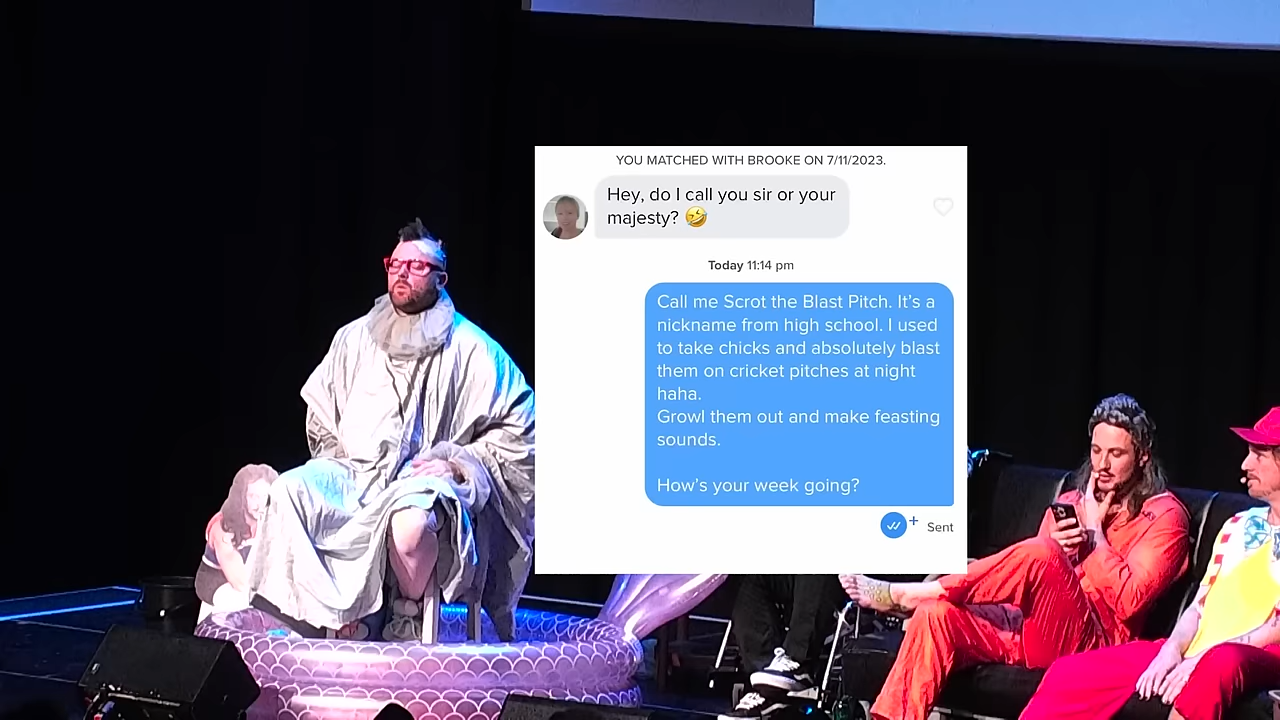 YOU MATCHED WITH BROOKE ON 7/11/2023.
Hey, do I call you sir or your
majesty? 🤣
Today 11:14 pm
Call me Scrot the Blast Pitch. It's a
nickname from high school. I used
to take chicks and absolutely blast
them on cricket pitches at night
haha.
Growl them out and make feasting
sounds.
How's your week going?
Sent